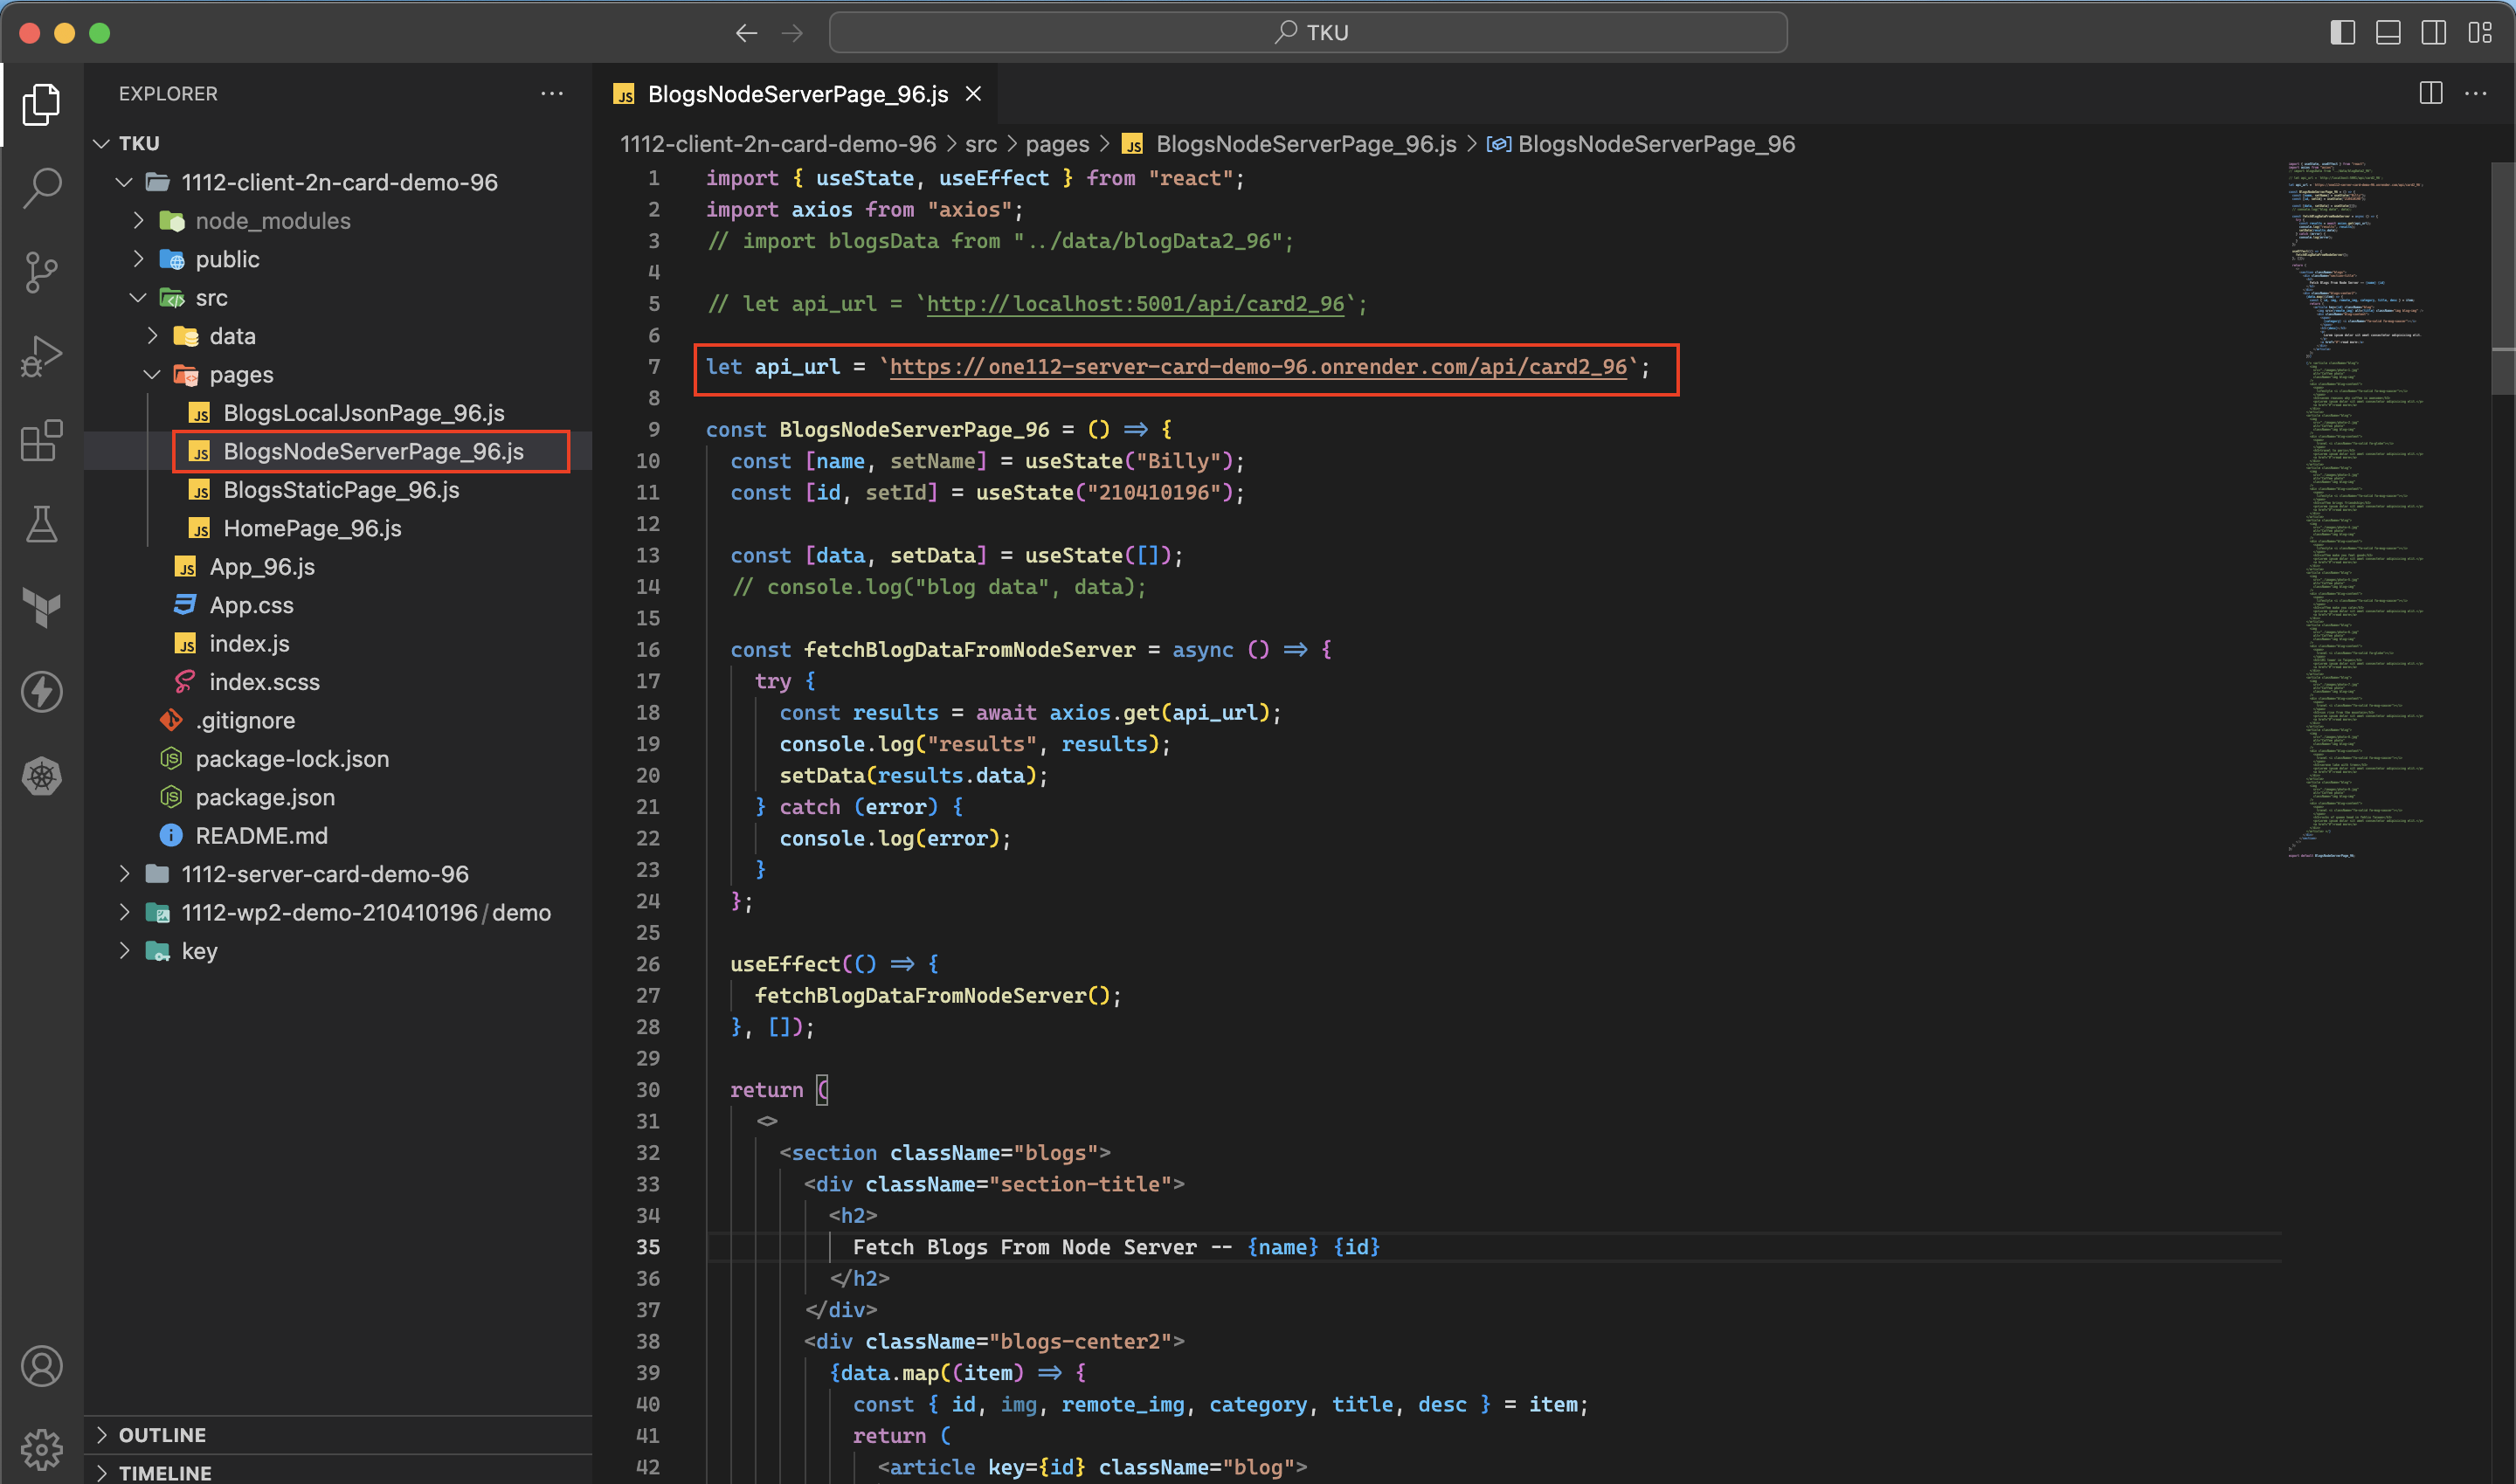 TKU
EXPLORER
TKU
1112-client-2n-card-demo-96
node_modules
public
src
data
pages
BlogsLocalJsonPage_96.js
BlogsNodeServerPage_96.js
BlogsStaticPage_96.js
HomePage_96.js
App_96.js
App.css
index.js
index.scss
.gitignore
package-lock.json
package.json
README.md
1112-server-card-demo-96
1112-wp2-demo-210410196/demo
key
OUTLINE
TIMELINE
BlogsNodeServerPage_96.js
1112-client-2n-card-demo-96 > src > pages > JS BlogsNodeServerPage_96.js > BlogsNodeServerPage_96
1 import { useState, useEffect } from "react";
2 import axios from "axios";
3 // import blogsData from "../data/blogData2_96";
4
5 // let api_url = `http://localhost:5001/api/card2_96`;
6
7 let api_url = `https://one112-server-card-demo-96.onrender.com/api/card2_96`;
8
9 const BlogsNodeServerPage_96 = () => {
10 const [name, setName] = useState("Billy");
11 const [id, setId] = useState("210410196");
12
13 const [data, setData] = useState([]);
14 // console.log("blog data", data);
15
16 const fetchBlogDataFromNodeServer = async () => {
17 try {
18 const results = await axios.get(api_url);
19 console.log("results", results);
20 setData(results.data);
21 } catch (error) {
22 console.log(error);
23 }
24 };
25
26 useEffect(() => {
27 fetchBlogDataFromNodeServer();
28 }, []);
29
30 return (
31 <>
32 <section className="blogs">
33 <div className="section-title">
34 <h2>
35 Fetch Blogs From Node Server -- {name} {id}
36 </h2>
37 </div>
38 <div className="blogs-center2">
39 {data.map((item) => {
40 const { id, img, remote_img, category, title, desc } = item;
41 return (
42 <article key={id} className="blog">